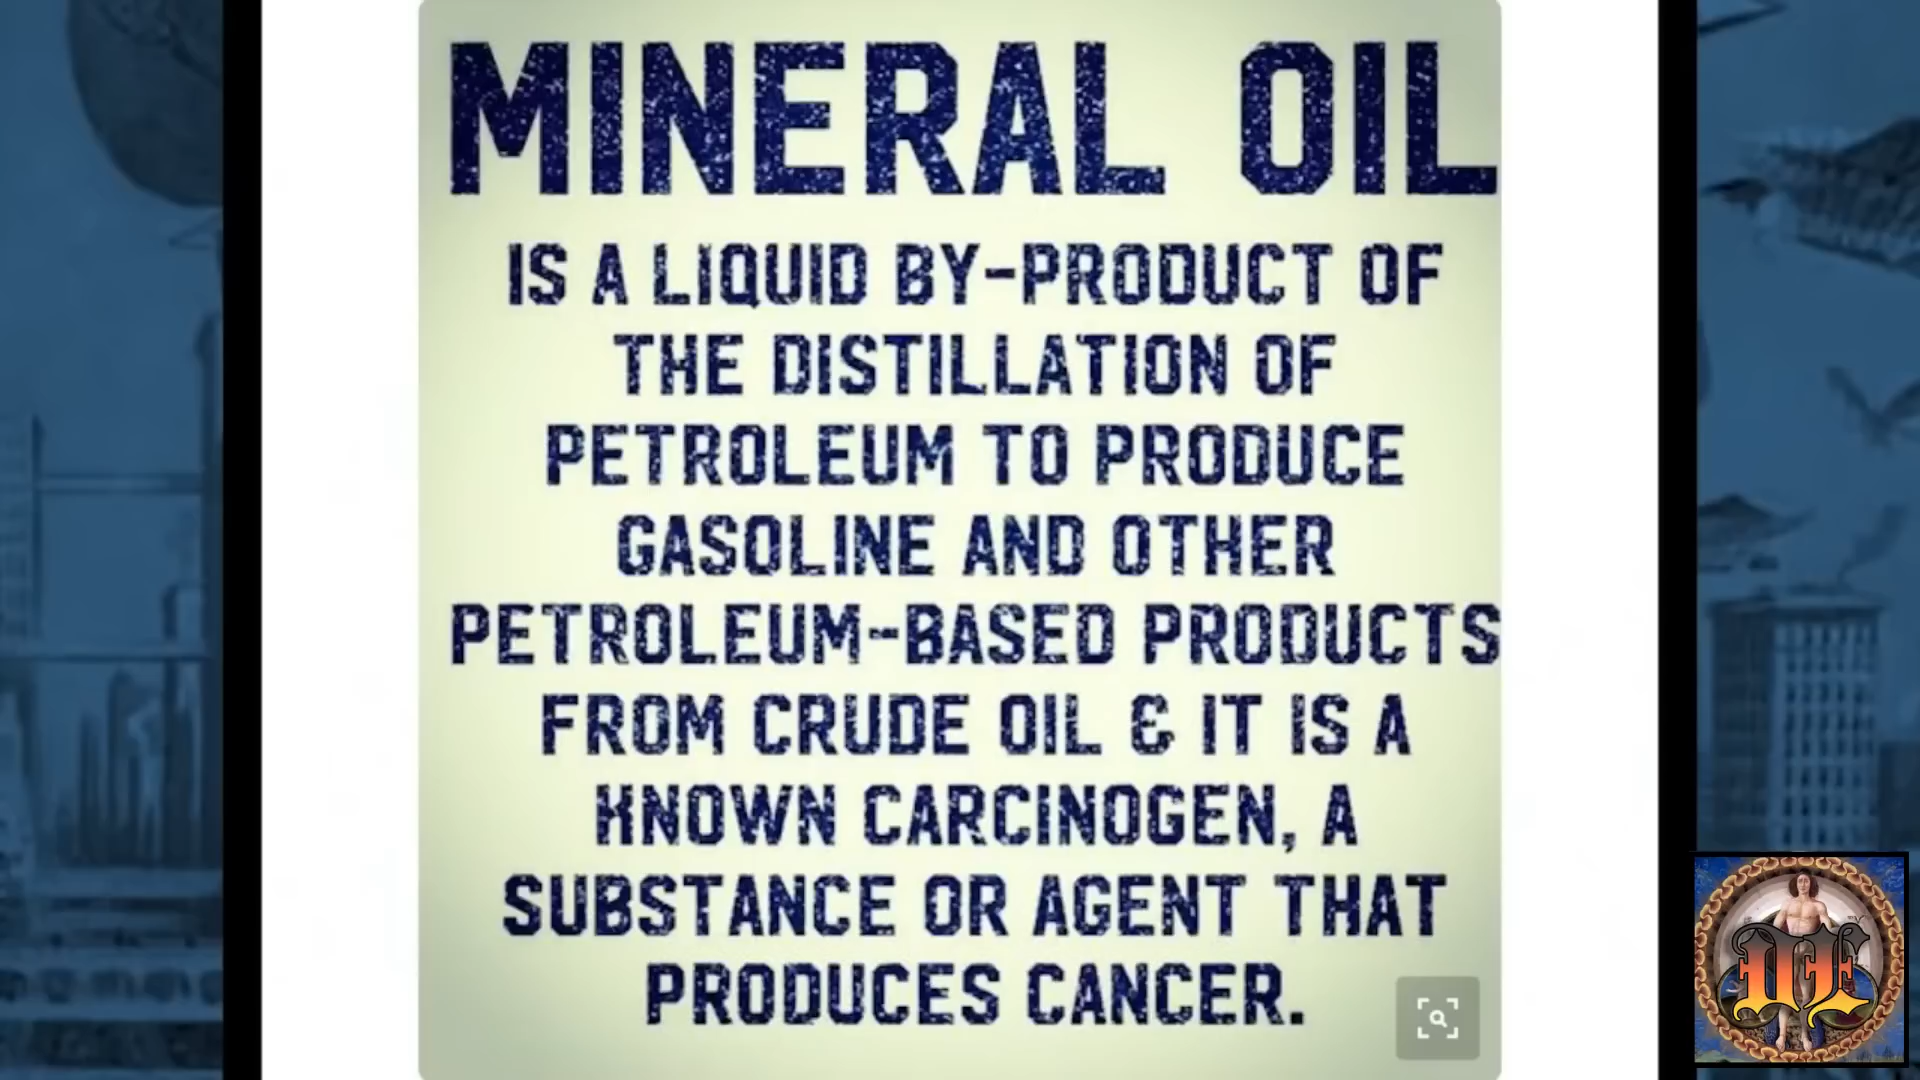 MINERAL OIL
IS A LIQUID BY-PRODUCT OF
THE DISTILLATION OF
PETROLEUM TO PRODUCE
GASOLINE AND OTHER
PETROLEUM-BASED PRODUCTS
FROM CRUDE OIL & IT IS A
KNOWN CARCINOGEN, A
SUBSTANCE OR AGENT THAT
PRODUCES CANCER.